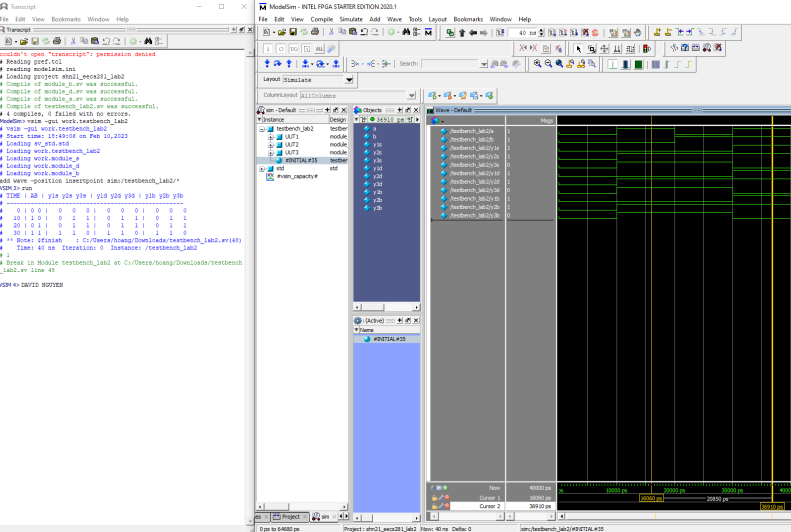 Transcript
File Edit View Bookmarks Window Help
Transcript
couldn't open "transcript": permission denied
# Reading pref.tcl
# reading modelsim.ini
# Loading project shn21_eecs281_lab2
# Compile of module_b.sv was successful.
# Compile of module_d.sv was successful.
# Compile of module_s.sv was successful.
# Compile of testbench_lab2.sv was successful.
# 4 compiles, 0 failed with no errors.
ModelSim> vsim -gui work.testbench_lab2
# vsim -gui work.testbench_lab2
# Start time: 18:49:06 on Feb 10,2023
# Loading sv_std.std
# Loading work.testbench_lab2
# Loading work.module_s
# Loading work.module_d
# Loading work.module_b
add wave -position insertpoint sim:/testbench_lab2/*
VSIM 3> run
# TIME | AB | y1s y2s y3s | y1d y2d y3d | y1b y2b y3b
# 0 | 0 0 | 0 0 0 | 0 0 0 | 0 0 0
# 10 | 1 0 | 0 1 1 | 0 1 1 | 0 1 1
# 20 | 0 1 | 0 1 1 | 0 1 1 | 0 1 1
# 30 | 1 1 | 1 1 0 | 1 1 0 | 1 1 0
# ** Note: $finish : C:/Users/hoang/Downloads/testbench_lab2.sv(48)
# Time: 40 ns Iteration: 0 Instance: /testbench_lab2
# 1
# Break in Module testbench_lab2 at C:/Users/hoang/Downloads/testbench
_lab2.sv line 48
VSIM 4> DAVID NGUYEN
ModelSim - INTEL FPGA STARTER EDITION 2020.1
File Edit View Compile Simulate Add Wave Tools Layout Bookmarks Window Help
40 ns
Search:
Layout Simulate
ColumnLayout AllColumns
sim - Default
Instance Design
testbench_lab2 testber
UUT1 module
UUT2 module
UUT3 module
#INITIAL#35 testber
std std
#vsim_capacity#
Project
sim
Objects
36910 ps
a
b
y1s
y2s
y3s
y1d
y2d
y3d
y1b
y2b
y3b
(Active)
Name
#INITIAL#35
Wave - Default
Msgs
/testbench_lab2/a 1
/testbench_lab2/b 1
/testbench_lab2/y1s 1
/testbench_lab2/y2s 1
/testbench_lab2/y3s 0
/testbench_lab2/y1d 1
/testbench_lab2/y2d 1
/testbench_lab2/y3d 0
/testbench_lab2/y1b 1
/testbench_lab2/y2b 1
/testbench_lab2/y3b 0
Now 40000 ps
Cursor 1 16060 ps
Cursor 2 36910 ps
10000 ps 20000 ps 30000 ps
16060 ps 20850 ps
36910 ps
0 ps to 64680 ps
Project : shn21_eecs281_lab2 Now: 40 ns Delta: 0
sim:/testbench_lab2/#INITIAL#35